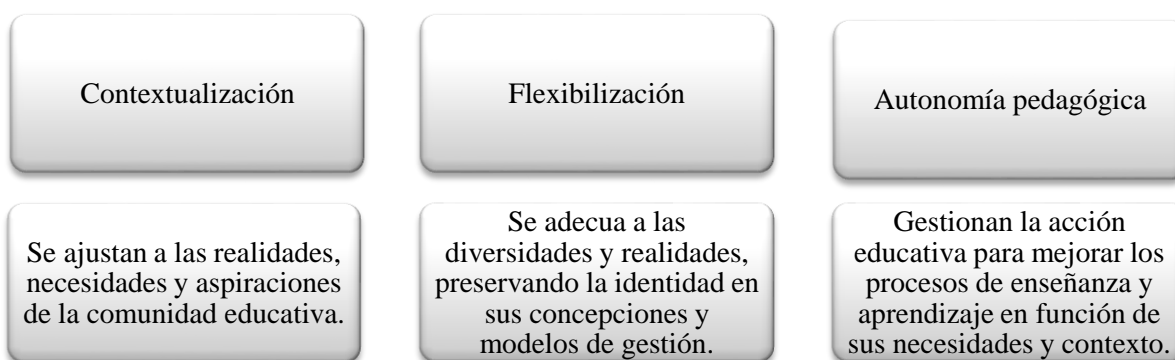 Contextualización
Flexibilización
Autonomía pedagógica
Se ajustan a las realidades,
necesidades y aspiraciones
de la comunidad educativa.
Se adecua a las
diversidades y realidades,
preservando la identidad en
sus concepciones y
modelos de gestión.
Gestionan la acción
educativa para mejorar los
procesos de enseñanza y
aprendizaje en función de
sus necesidades y contexto.